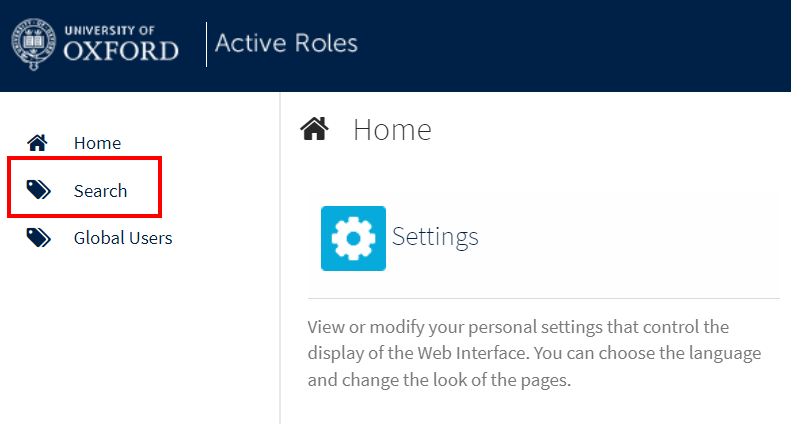 UNIVERSITY OF
OXFORD
Active Roles
Home
Search
Global Users
Home
Settings
View or modify your personal settings that control the
display of the Web Interface. You can choose the language
and change the look of the pages.